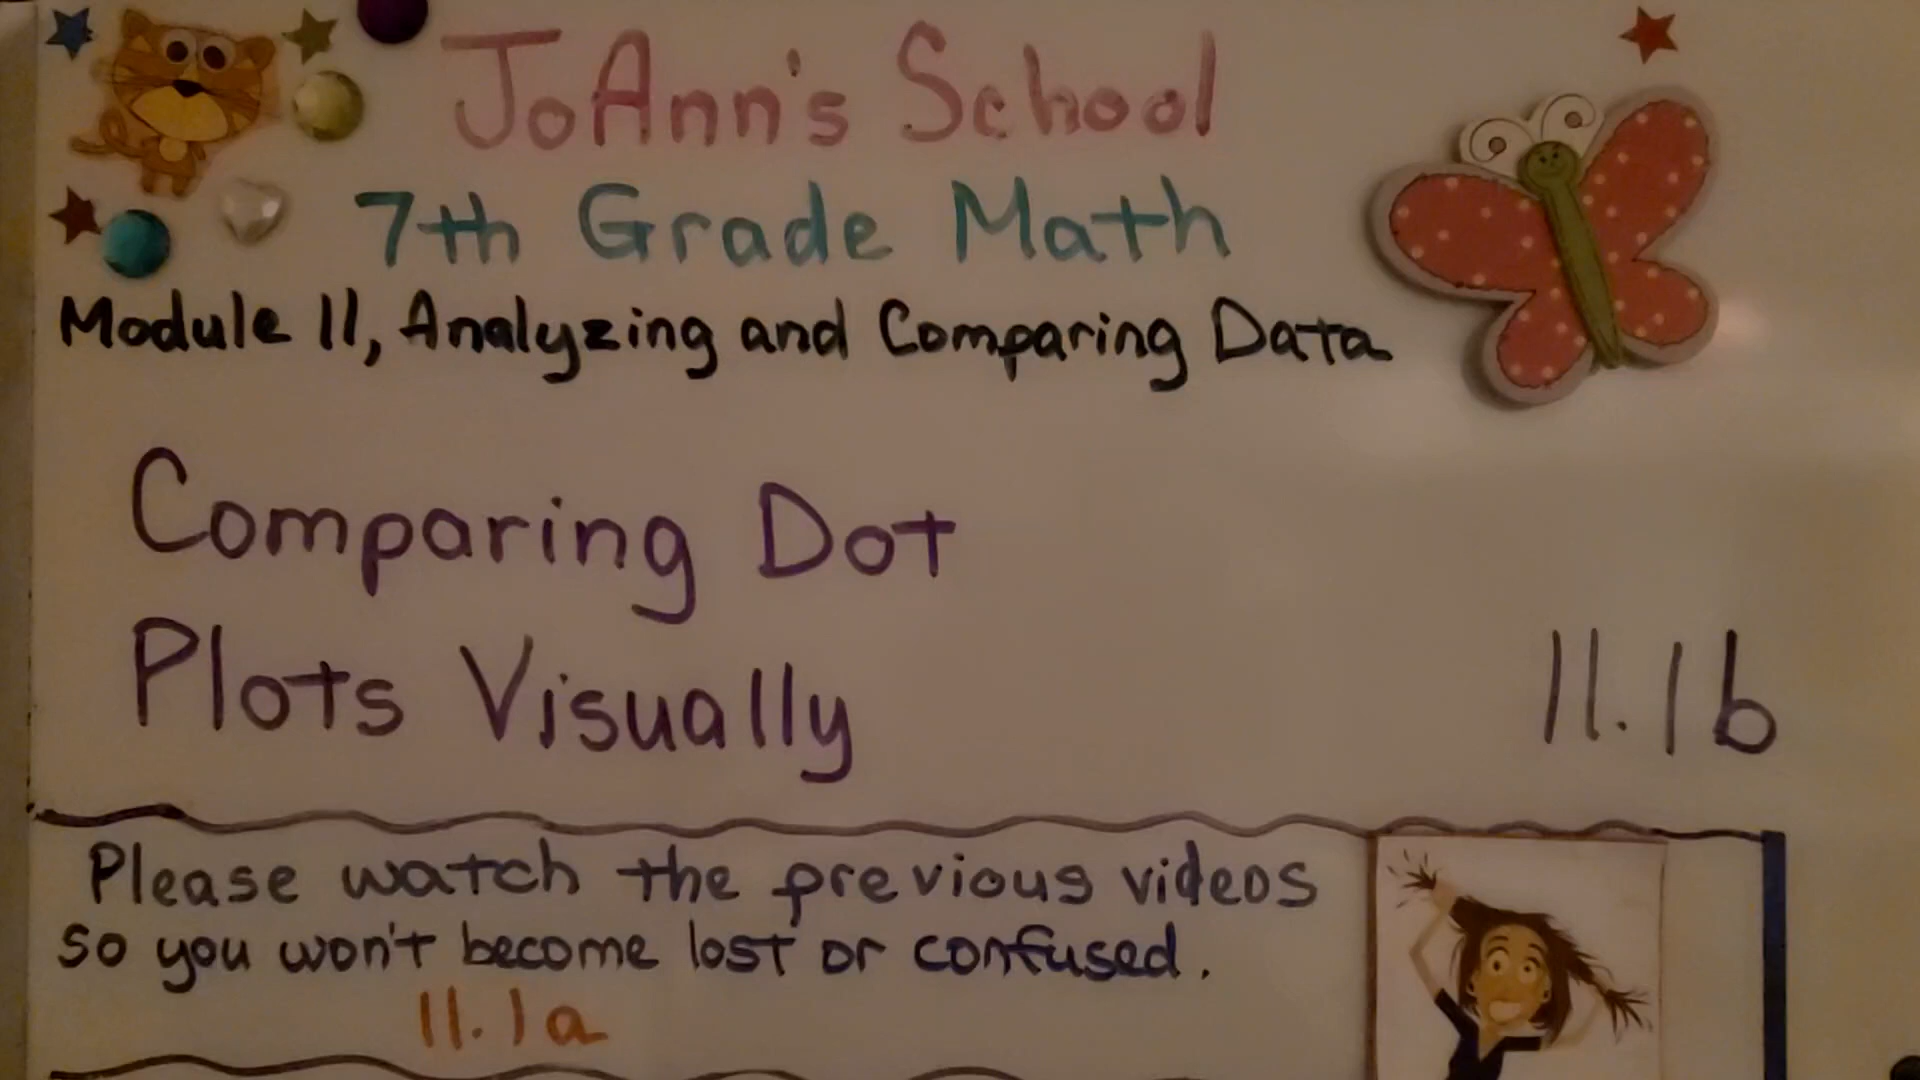 JoAnn's School
7th Grade Math
Module 11, Analyzing and Comparing Data
Comparing Dot
Plots Visually
11.1b
Please watch the previous videos
so you won't become lost or confused.
11.1a